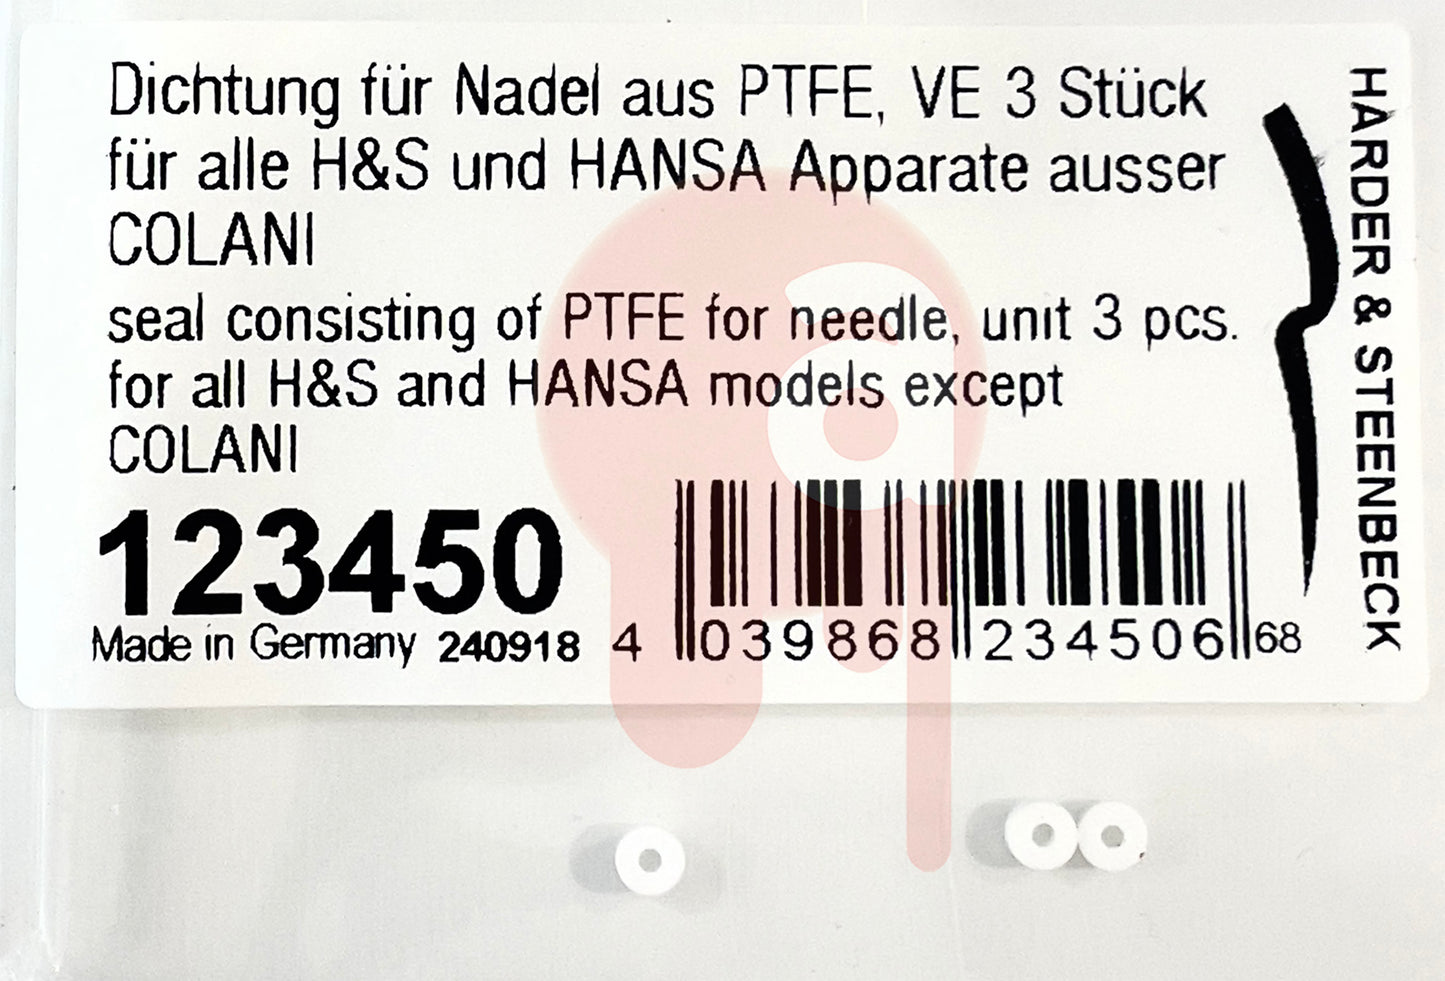 Dichtung für Nadel aus PTFE, VE 3 Stück
für alle H&S und HANSA Apparate ausser
COLANI
seal consisting of PTFE for needle, unit 3 pcs.
for all H&S and HANSA models except
COLANI
123450
Made in Germany 240918
4 039868 234506 68
HARDER & STEENBECK